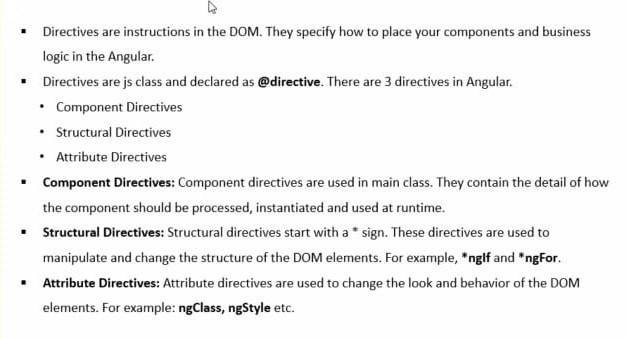 ▪ Directives are instructions in the DOM. They specify how to place your components and business
logic in the Angular.
▪ Directives are js class and declared as @directive. There are 3 directives in Angular.
• Component Directives
• Structural Directives
• Attribute Directives
▪ Component Directives: Component directives are used in main class. They contain the detail of how
the component should be processed, instantiated and used at runtime.
▪ Structural Directives: Structural directives start with a * sign. These directives are used to
manipulate and change the structure of the DOM elements. For example, *ngIf and *ngFor.
▪ Attribute Directives: Attribute directives are used to change the look and behavior of the DOM
elements. For example: ngClass, ngStyle etc.